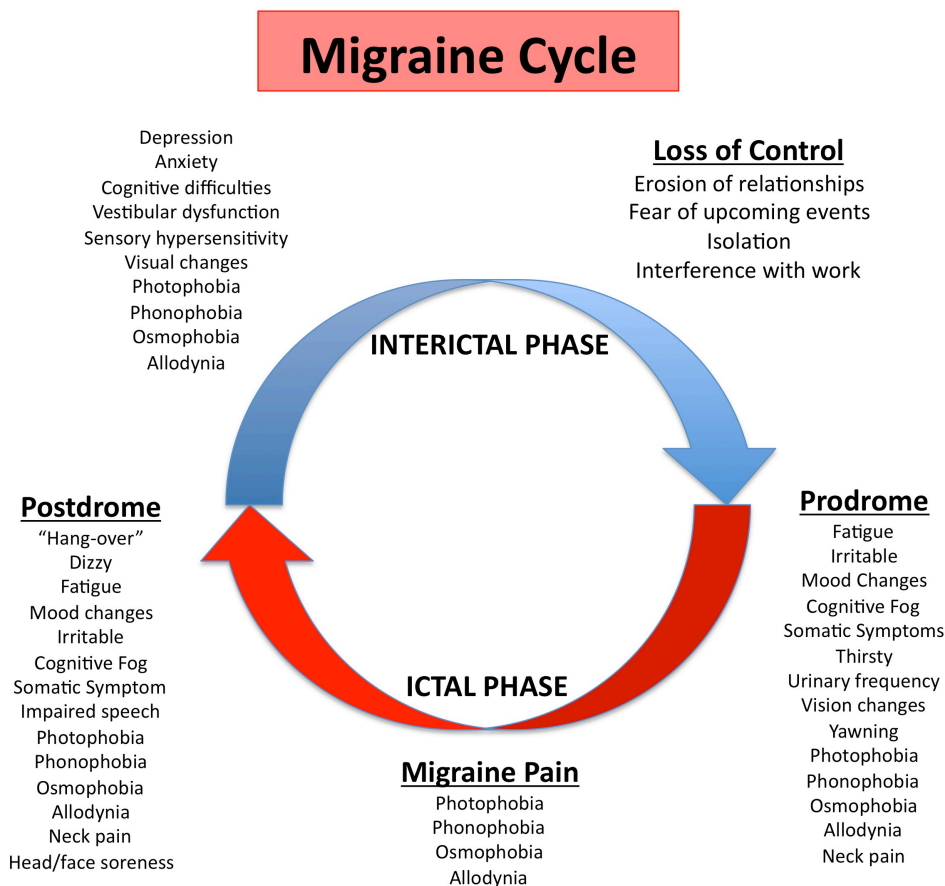 Migraine Cycle
Depression
Anxiety
Cognitive difficulties
Vestibular dysfunction
Sensory hypersensitivity
Visual changes
Photophobia
Phonophobia
Osmophobia
Allodynia
Loss of Control
Erosion of relationships
Fear of upcoming events
Isolation
Interference with work
INTERICTAL PHASE
Postdrome
“Hang-over”
Dizzy
Fatigue
Mood changes
Irritable
Cognitive Fog
Somatic Symptom
Impaired speech
Photophobia
Phonophobia
Osmophobia
Allodynia
Neck pain
Head/face soreness
Prodrome
Fatigue
Irritable
Mood Changes
Cognitive Fog
Somatic Symptoms
Thirsty
Urinary frequency
Vision changes
Yawning
Photophobia
Phonophobia
Osmophobia
Allodynia
Neck pain
ICTAL PHASE
Migraine Pain
Photophobia
Phonophobia
Osmophobia
Allodynia